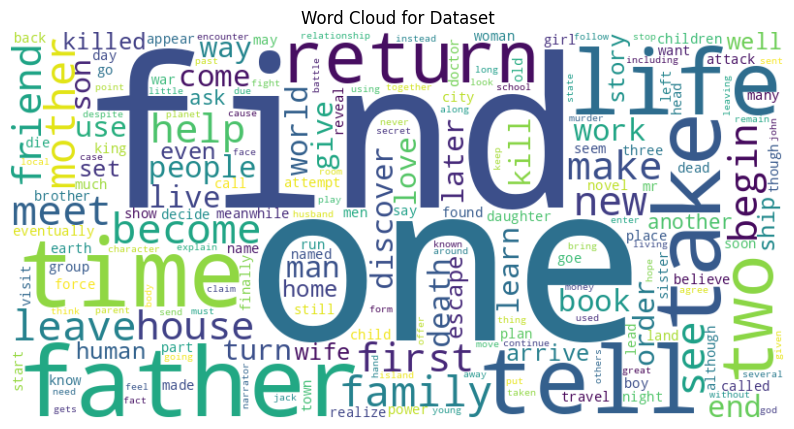 Word Cloud for Dataset
find
one
return
life
take
father
tell
time
two
friend
mother
son
killed
way
come
ask
give
world
story
well
children
woman
girl
want
attack
many
appear
back
day
go
may
war
little
use
help
people
even
live
set
king
die
case
much
brother
meet
become
discover
love
later
kill
make
work
new
begin
ship
though
john
remain
dead
seem
three
novel
mr
old
city
doctor
reveal
relationship
encounter
instead
follow
stop
including
left
head
state
leaving
sent
past
fight
due
cause
face
battle
using
together
look
long
school
along
never
secret
murder
keep
room
play
husband
attempt
call
planet
despite
point
local
show
decide
meanwhile
men
say
found
daughter
another
place
living
enter
soon
eventually
earth
character
explain
name
run
named
known
around
goe
bring
sister
believe
hope
agree
visit
group
force
body
claim
finally
man
home
still
death
escape
learn
form
book
money
used
order
land
see
given
several
leave
house
think
parent
send
must
child
offer
first
thing
plan
move
continue
lead
although
called
without
god
human
part
going
turn
wife
hand
island
away
arrive
others
great
boy
night
end
start
know
need
feel
made
fact
gets
narrator
jack
town
family
realize
power
young
put
taken
travel